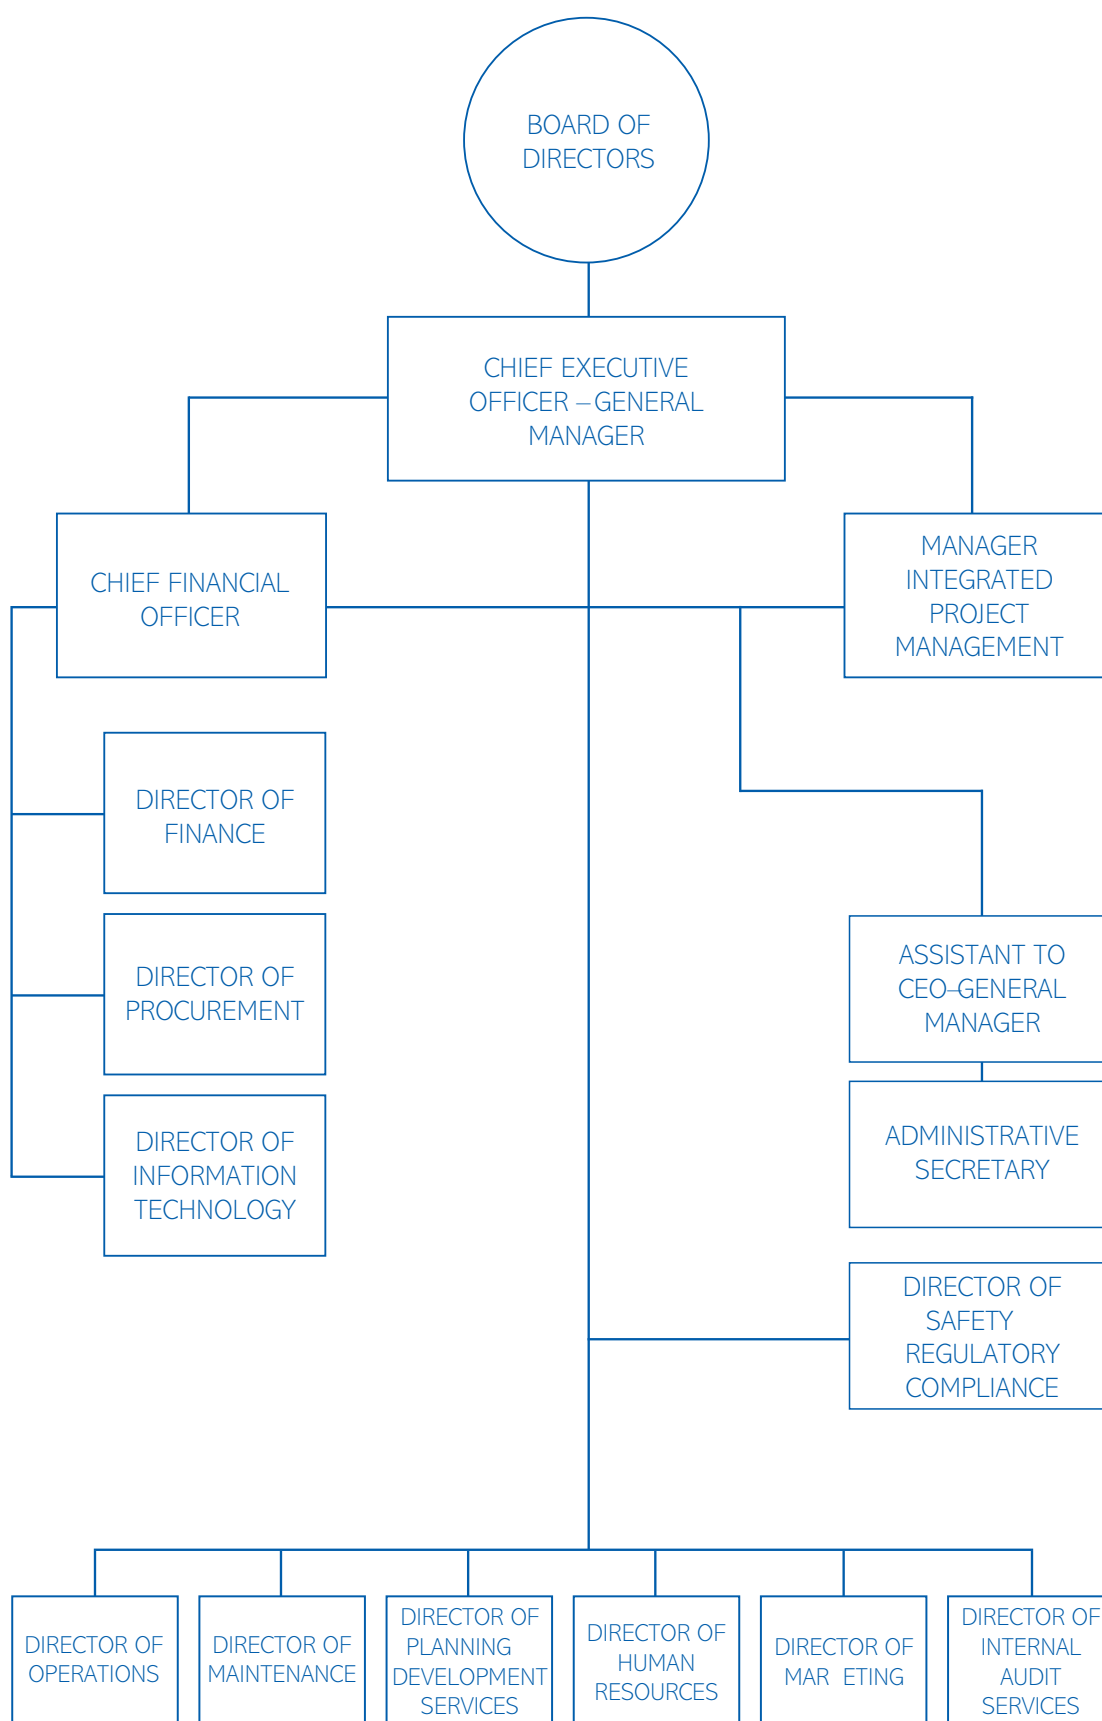 BOARD OF
DIRECTORS
CHIEF EXECUTIVE
OFFICER – GENERAL
MANAGER
CHIEF FINANCIAL
OFFICER
MANAGER
INTEGRATED
PROJECT
MANAGEMENT
DIRECTOR OF
FINANCE
DIRECTOR OF
PROCUREMENT
DIRECTOR OF
INFORMATION
TECHNOLOGY
ASSISTANT TO
CEO–GENERAL
MANAGER
ADMINISTRATIVE
SECRETARY
DIRECTOR OF
SAFETY
REGULATORY
COMPLIANCE
DIRECTOR OF
OPERATIONS
DIRECTOR OF
MAINTENANCE
DIRECTOR OF
PLANNING
DEVELOPMENT
SERVICES
DIRECTOR OF
HUMAN
RESOURCES
DIRECTOR OF
MAR ETING
DIRECTOR OF
INTERNAL
AUDIT
SERVICES